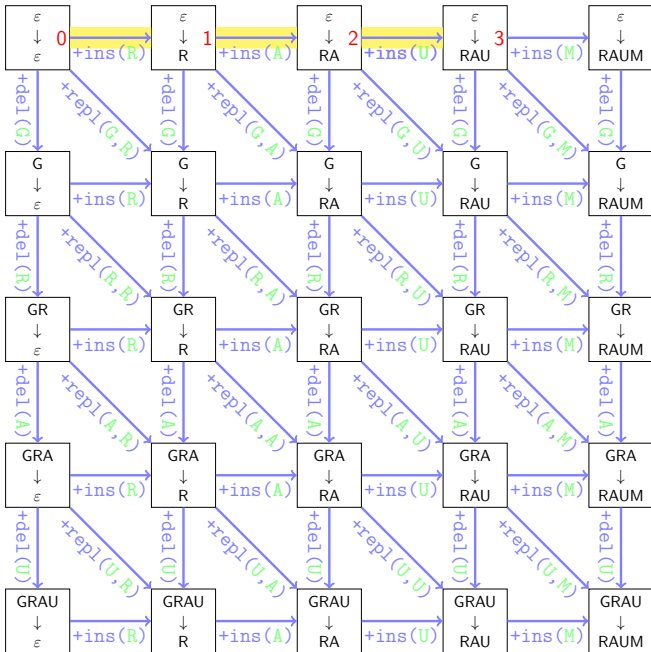 ε ε ε ε ε
↓ 0 ↓ 1 ↓ 2 ↓ 3 ↓
ε +ins(R) R +ins(A) RA +ins(U) RAU +ins(M) RAUM
+del(G) +repl(G,R) +del(G) +repl(G,A) +del(G) +repl(G,U) +del(G) +repl(G,M) +del(G)
G G G G G
↓ ↓ ↓ ↓ ↓
ε +ins(R) R +ins(A) RA +ins(U) RAU +ins(M) RAUM
+del(R) +repl(R,R) +del(R) +repl(R,A) +del(R) +repl(R,U) +del(R) +repl(R,M) +del(R)
GR GR GR GR GR
↓ ↓ ↓ ↓ ↓
ε +ins(R) R +ins(A) RA +ins(U) RAU +ins(M) RAUM
+del(A) +repl(A,R) +del(A) +repl(A,A) +del(A) +repl(A,U) +del(A) +repl(A,M) +del(A)
GRA GRA GRA GRA GRA
↓ ↓ ↓ ↓ ↓
ε +ins(R) R +ins(A) RA +ins(U) RAU +ins(M) RAUM
+del(U) +repl(U,R) +del(U) +repl(U,A) +del(U) +repl(U,U) +del(U) +repl(U,M) +del(U)
GRAU GRAU GRAU GRAU GRAU
↓ ↓ ↓ ↓ ↓
ε +ins(R) R +ins(A) RA +ins(U) RAU +ins(M) RAUM